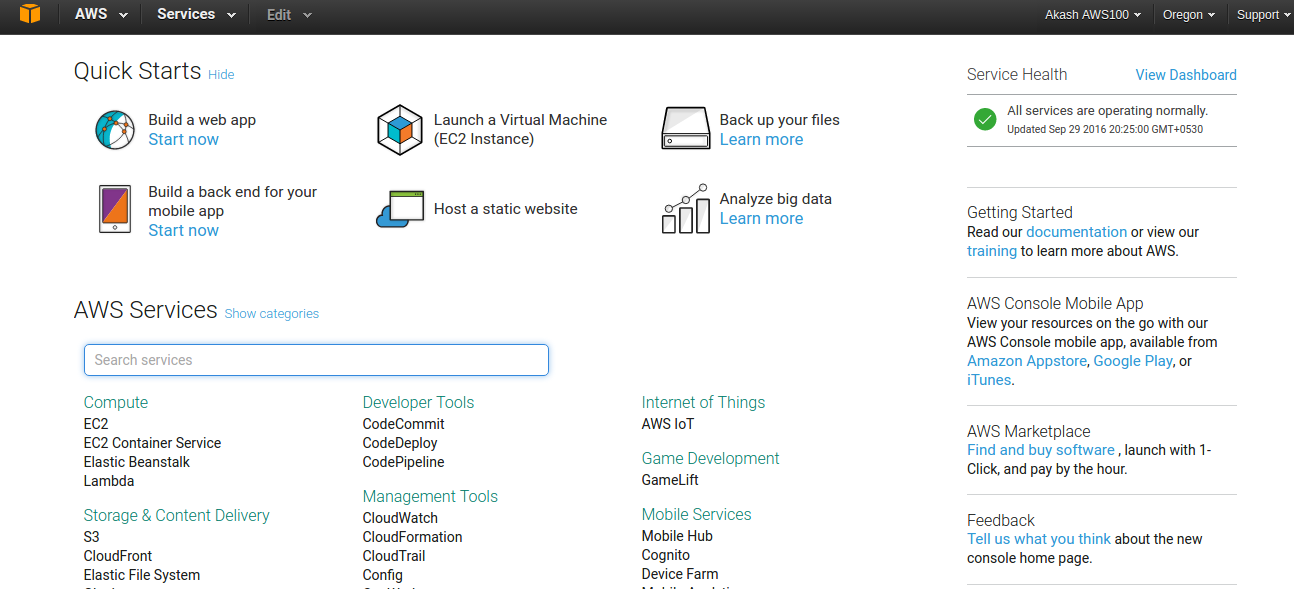 AWS Services Edit Akash AWS100 Oregon Support
Quick Starts Hide
Build a web app
Start now
Launch a Virtual Machine
(EC2 Instance)
Back up your files
Learn more
Build a back end for your
mobile app
Start now
Host a static website
Analyze big data
Learn more
AWS Services Show categories
Search services
Compute
EC2
EC2 Container Service
Elastic Beanstalk
Lambda
Storage & Content Delivery
S3
CloudFront
Elastic File System
Developer Tools
CodeCommit
CodeDeploy
CodePipeline
Management Tools
CloudWatch
CloudFormation
CloudTrail
Config
Internet of Things
AWS IoT
Game Development
GameLift
Mobile Services
Mobile Hub
Cognito
Device Farm
Service Health View Dashboard
All services are operating normally.
Updated Sep 29 2016 20:25:00 GMT+0530
Getting Started
Read our documentation or view our
training to learn more about AWS.
AWS Console Mobile App
View your resources on the go with our
AWS Console mobile app, available from
Amazon Appstore, Google Play, or
iTunes.
AWS Marketplace
Find and buy software , launch with 1-
Click, and pay by the hour.
Feedback
Tell us what you think about the new
console home page.